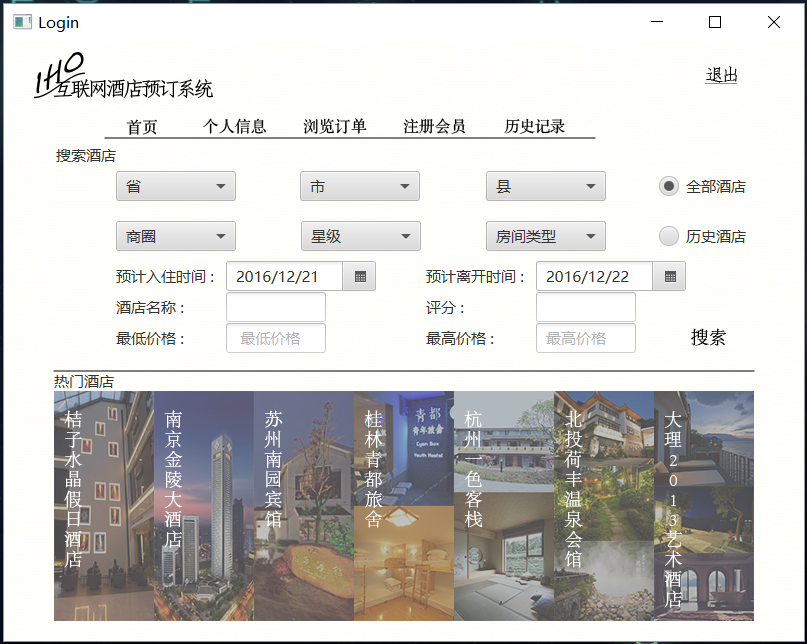 Login
IHO
互联网酒店预订系统
退出
首页 个人信息 浏览订单 注册会员 历史记录
搜索酒店
省 市 县 全部酒店
商圈 星级 房间类型 历史酒店
预计入住时间： 2016/12/21 预计离开时间： 2016/12/22
酒店名称： 评分：
最低价格： 最低价格 最高价格： 最高价格 搜索
热门酒店
桔子水晶假日酒店
南京金陵大酒店
苏州南园宾馆
桂林青都旅舍
青都
青年旅舍
Youth Hostel
杭州一色客栈
北投荷丰温泉会馆
大理2013艺术酒店